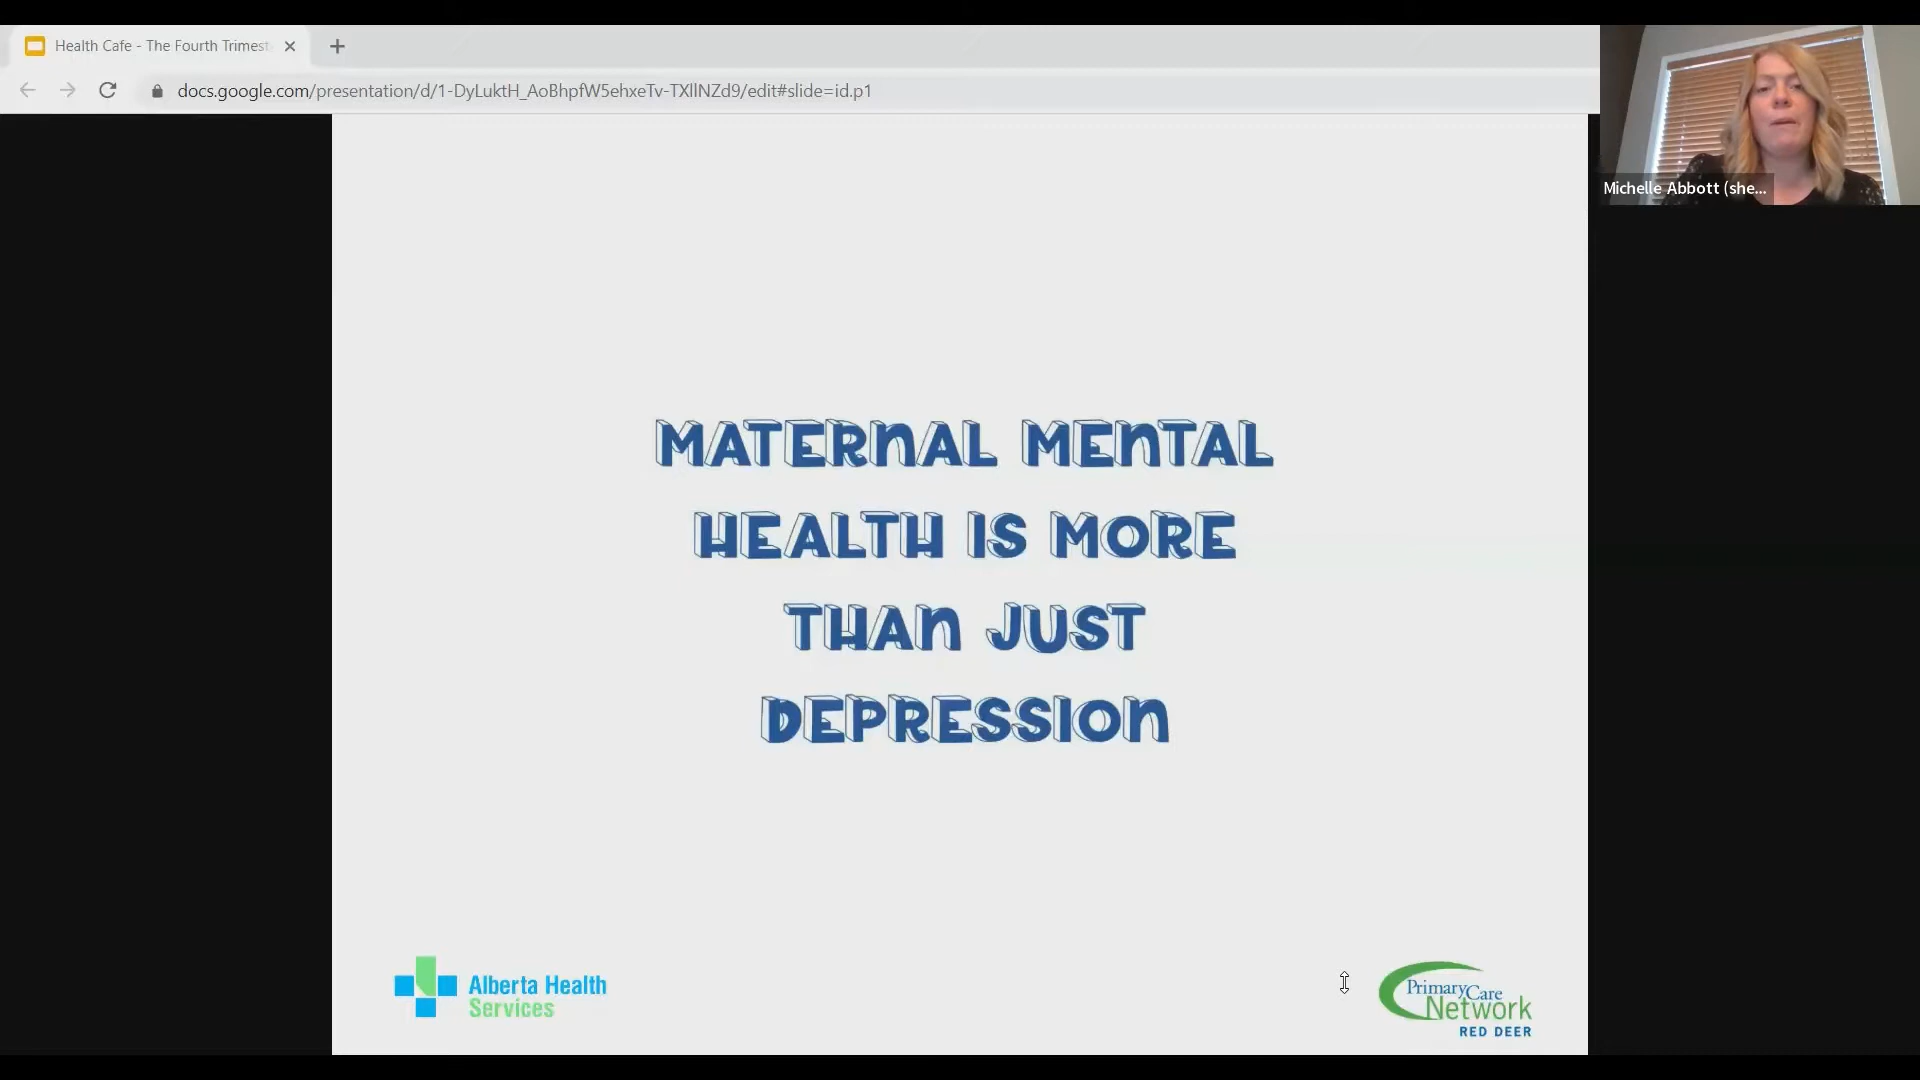 Health Cafe - The Fourth Trimest
docs.google.com/presentation/d/1-DyLuktH_AoBhpfW5ehxeTv-TXllNZd9/edit#slide=id.p1
Michelle Abbott (she...
MATERNAL MENTAL
HEALTH IS MORE
THAN JUST
DEPRESSION
Alberta Health
Services
PrimaryCare
Network
RED DEER